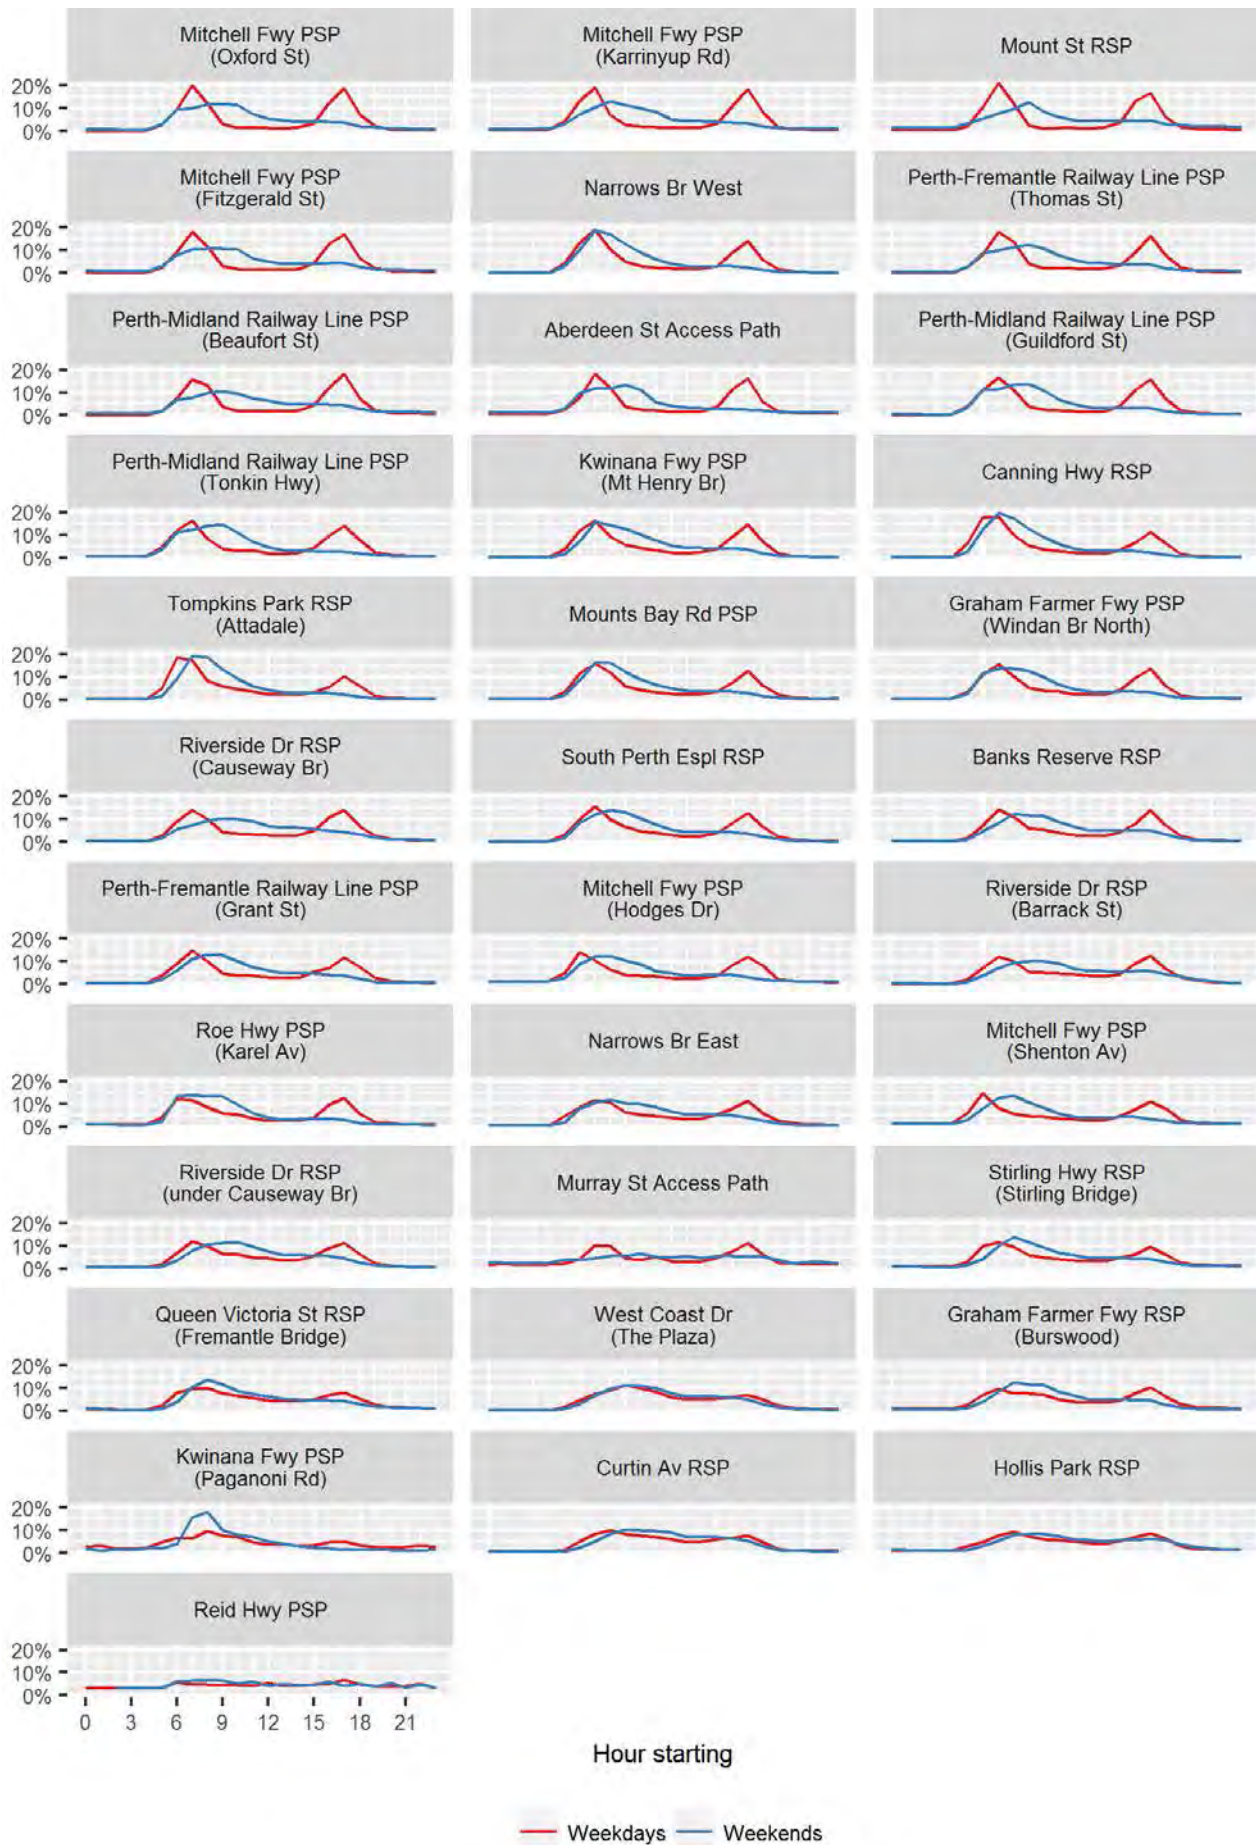 Mitchell Fwy PSP
(Oxford St)
Mitchell Fwy PSP
(Karrinyup Rd)
Mount St RSP
20%
10%
0%
Mitchell Fwy PSP
(Fitzgerald St)
Narrows Br West
Perth-Fremantle Railway Line PSP
(Thomas St)
20%
10%
0%
Perth-Midland Railway Line PSP
(Beaufort St)
Aberdeen St Access Path
Perth-Midland Railway Line PSP
(Guildford St)
20%
10%
0%
Perth-Midland Railway Line PSP
(Tonkin Hwy)
Kwinana Fwy PSP
(Mt Henry Br)
Canning Hwy RSP
20%
10%
0%
Tompkins Park RSP
(Attadale)
Mounts Bay Rd PSP
Graham Farmer Fwy PSP
(Windan Br North)
20%
10%
0%
Riverside Dr RSP
(Causeway Br)
South Perth Espl RSP
Banks Reserve RSP
20%
10%
0%
Perth-Fremantle Railway Line PSP
(Grant St)
Mitchell Fwy PSP
(Hodges Dr)
Riverside Dr RSP
(Barrack St)
20%
10%
0%
Roe Hwy PSP
(Karel Av)
Narrows Br East
Mitchell Fwy PSP
(Shenton Av)
20%
10%
0%
Riverside Dr RSP
(under Causeway Br)
Murray St Access Path
Stirling Hwy RSP
(Stirling Bridge)
20%
10%
0%
Queen Victoria St RSP
(Fremantle Bridge)
West Coast Dr
(The Plaza)
Graham Farmer Fwy RSP
(Burswood)
20%
10%
0%
Kwinana Fwy PSP
(Paganoni Rd)
Curtin Av RSP
Hollis Park RSP
20%
10%
0%
Reid Hwy PSP
20%
10%
0%
0 3 6 9 12 15 18 21
Hour starting
Weekdays Weekends